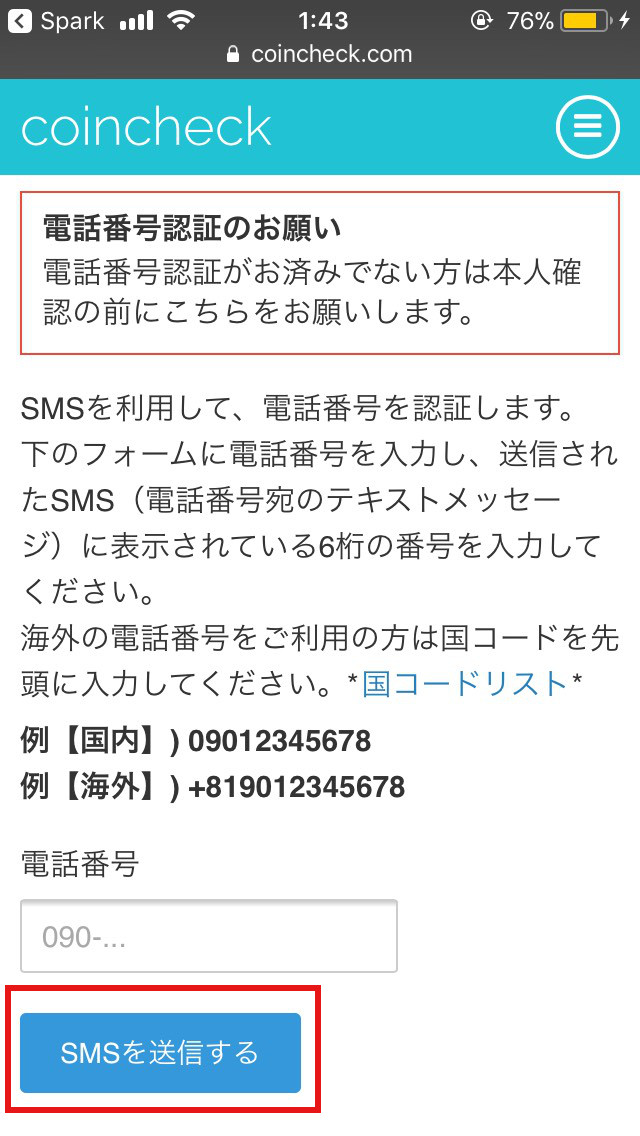 Spark 1:43 76%
coincheck.com
coincheck
電話番号認証のお願い
電話番号認証がお済みでない方は本人確
認の前にこちらをお願いします。
SMSを利用して、電話番号を認証します。
下のフォームに電話番号を入力し、送信され
たSMS（電話番号宛のテキストメッセー
ジ）に表示されている6桁の番号を入力して
ください。
海外の電話番号をご利用の方は国コードを先
頭に入力してください。*国コードリスト*
例【国内】) 09012345678
例【海外】) +819012345678
電話番号
090-...
SMSを送信する